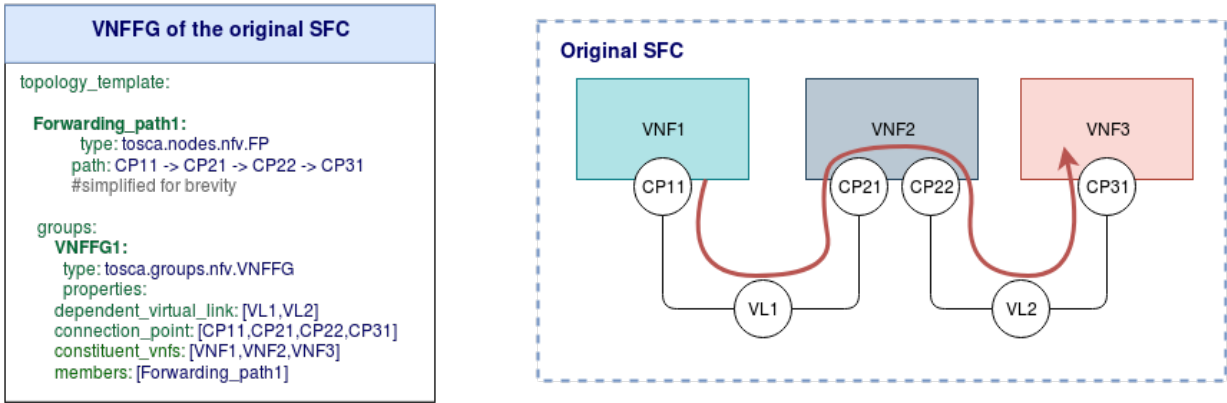 VNFFG of the original SFC
topology_template:
Forwarding_path1:
type: tosca.nodes.nfv.FP
path: CP11 -> CP21 -> CP22 -> CP31
#simplified for brevity
groups:
VNFFG1:
type: tosca.groups.nfv.VNFFG
properties:
dependent_virtual_link: [VL1,VL2]
connection_point: [CP11,CP21,CP22,CP31]
constituent_vnfs: [VNF1,VNF2,VNF3]
members: [Forwarding_path1]
Original SFC
VNF1
VNF2
VNF3
CP11
CP21
CP22
CP31
VL1
VL2